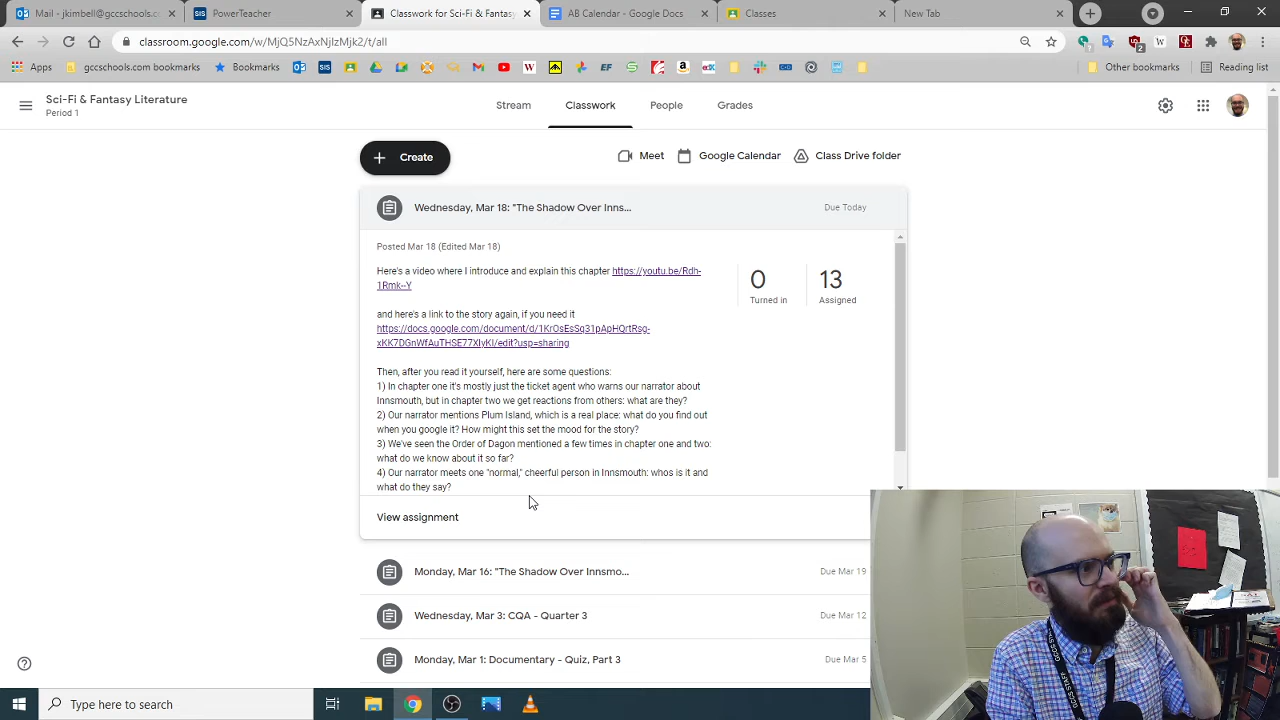 Mail - jkimbell@gccschools.c
PowerTeacher
Classwork for Sci-Fi & Fantasy
AB Calendar - Google Docs
Classes
New Tab
classroom.google.com/w/MjQ5NzAxNjIzMjk2/t/all
Apps
gccschools.com bookmarks
Bookmarks
SIS
EF
edX
Other bookmarks
Reading list
Sci-Fi & Fantasy Literature
Period 1
Stream
Classwork
People
Grades
Create
Meet
Google Calendar
Class Drive folder
Wednesday, Mar 18: "The Shadow Over Inns...
Due Today
Posted Mar 18 (Edited Mar 18)
Here's a video where I introduce and explain this chapter https://youtu.be/Rdh-
1Rmk--Y
0
Turned in
13
Assigned
and here's a link to the story again, if you need it
https://docs.google.com/document/d/1KrOsEsSq31pApHQrtRsg-
xKK7DGnWfAuTHSE77XIyKI/edit?usp=sharing
Then, after you read it yourself, here are some questions:
1) In chapter one it's mostly just the ticket agent who warns our narrator about
Innsmouth, but in chapter two we get reactions from others: what are they?
2) Our narrator mentions Plum Island, which is a real place: what do you find out
when you google it? How might this set the mood for the story?
3) We've seen the Order of Dagon mentioned a few times in chapter one and two:
what do we know about it so far?
4) Our narrator meets one "normal," cheerful person in Innsmouth: whos is it and
what do they say?
View assignment
Monday, Mar 16: "The Shadow Over Innsmo...
Due Mar 19
Wednesday, Mar 3: CQA - Quarter 3
Due Mar 12
Monday, Mar 1: Documentary - Quiz, Part 3
Due Mar 5
Type here to search